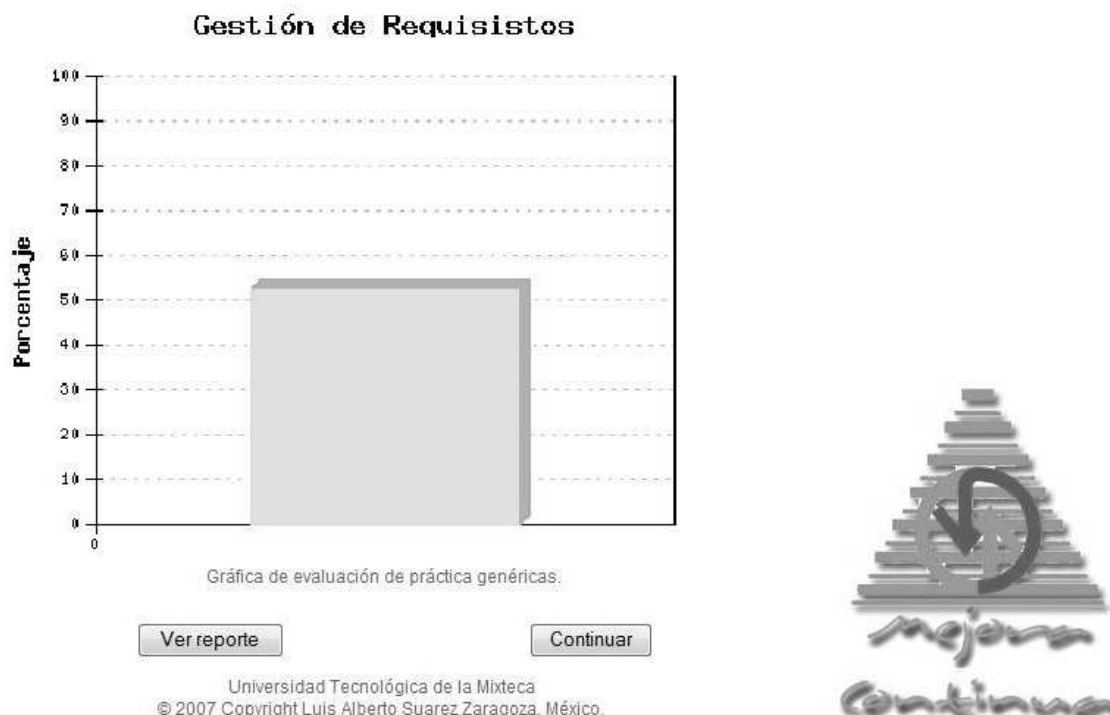 Gestión de Requisistos
100
90
80
70
60
50
40
30
20
10
0
Porcentaje
0
Gráfica de evaluación de práctica genéricas.
Ver reporte
Continuar
Universidad Tecnológica de la Mixteca
© 2007 Copyright Luis Alberto Suarez Zaragoza. México.
mejora
Continua